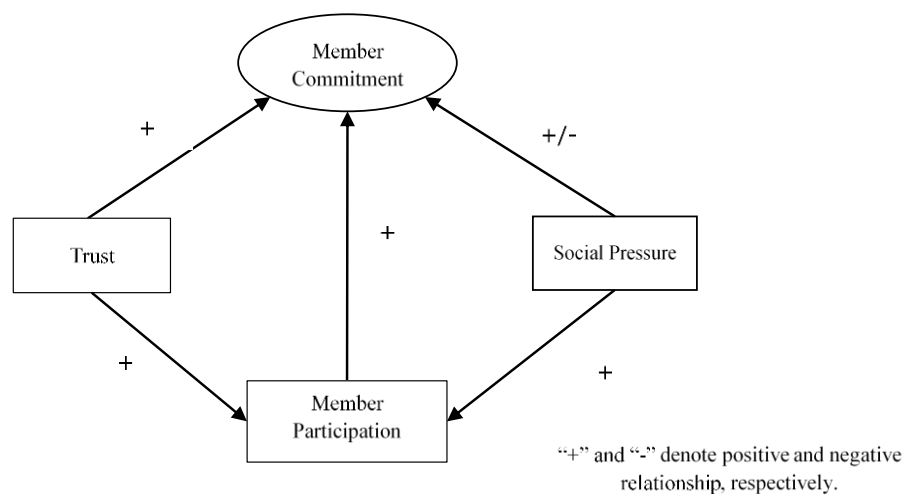 Member
Commitment
+
+/-
+
Trust
Social Pressure
+
+
Member
Participation
“+” and “-” denote positive and negative
relationship, respectively.